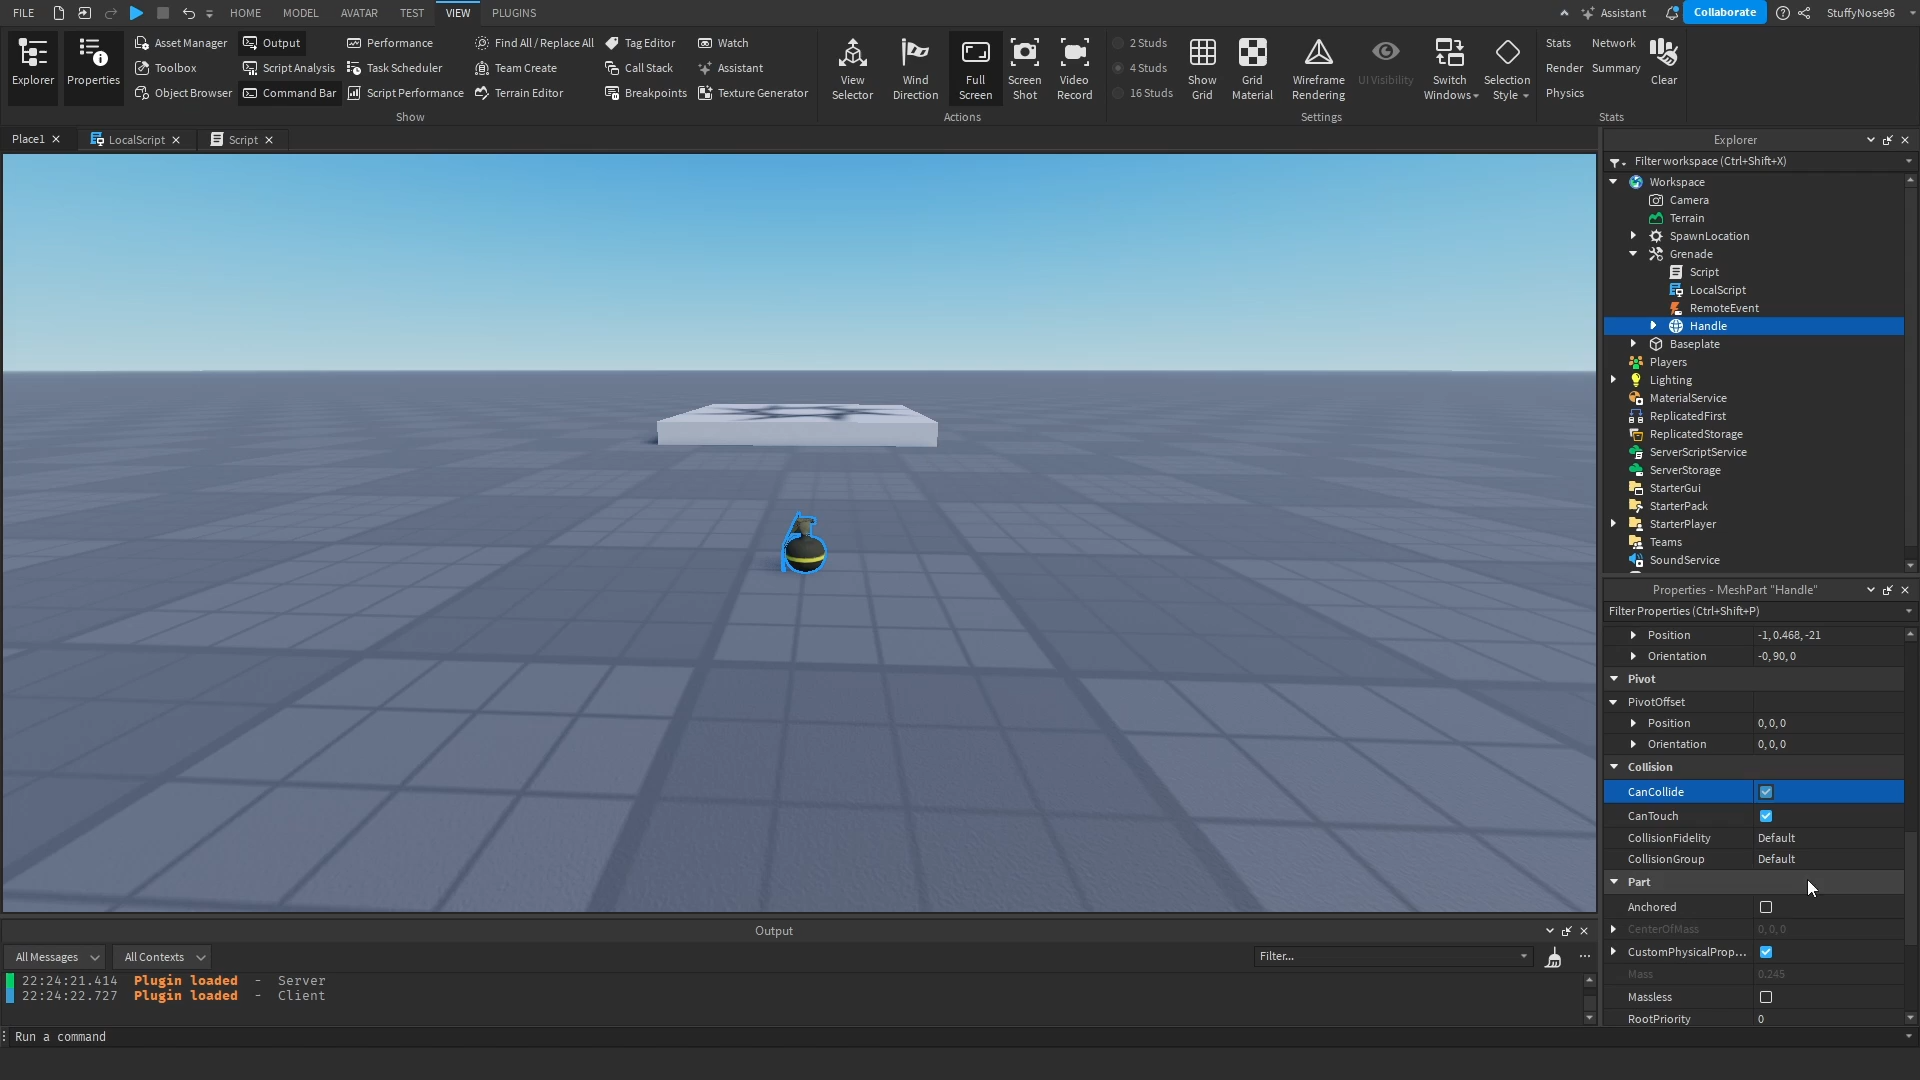 FILE HOME MODEL AVATAR TEST VIEW PLUGINS Assistant Collaborate StuffyNose96
Explorer
Properties
Asset Manager
Toolbox
Object Browser
Output
Script Analysis
Command Bar
Performance
Task Scheduler
Script Performance
Find All / Replace All
Team Create
Terrain Editor
Tag Editor
Call Stack
Breakpoints
Watch
Assistant
Texture Generator
Show
View
Selector
Wind
Direction
Full
Screen
Screen
Shot
Video
Record
Actions
2 Studs
4 Studs
16 Studs
Show
Grid
Grid
Material
Wireframe
Rendering
UI Visibility
Switch
Windows
Selection
Style
Settings
Stats Network
Render Summary
Physics
Clear
Stats
Place1 LocalScript Script
Explorer
Filter workspace (Ctrl+Shift+X)
Workspace
Camera
Terrain
SpawnLocation
Grenade
Script
LocalScript
RemoteEvent
Handle
Baseplate
Players
Lighting
MaterialService
ReplicatedFirst
ReplicatedStorage
ServerScriptService
ServerStorage
StarterGui
StarterPack
StarterPlayer
Teams
SoundService
Properties - MeshPart "Handle"
Filter Properties (Ctrl+Shift+P)
Position -1, 0.468, -21
Orientation -0, 90, 0
Pivot
PivotOffset
Position 0, 0, 0
Orientation 0, 0, 0
Collision
CanCollide
CanTouch
CollisionFidelity Default
CollisionGroup Default
Part
Anchored
CenterOfMass 0, 0, 0
CustomPhysicalProp...
Mass 0.245
Massless
RootPriority 0
Output
All Messages All Contexts Filter...
22:24:21.414 Plugin loaded - Server
22:24:22.727 Plugin loaded - Client
Run a command